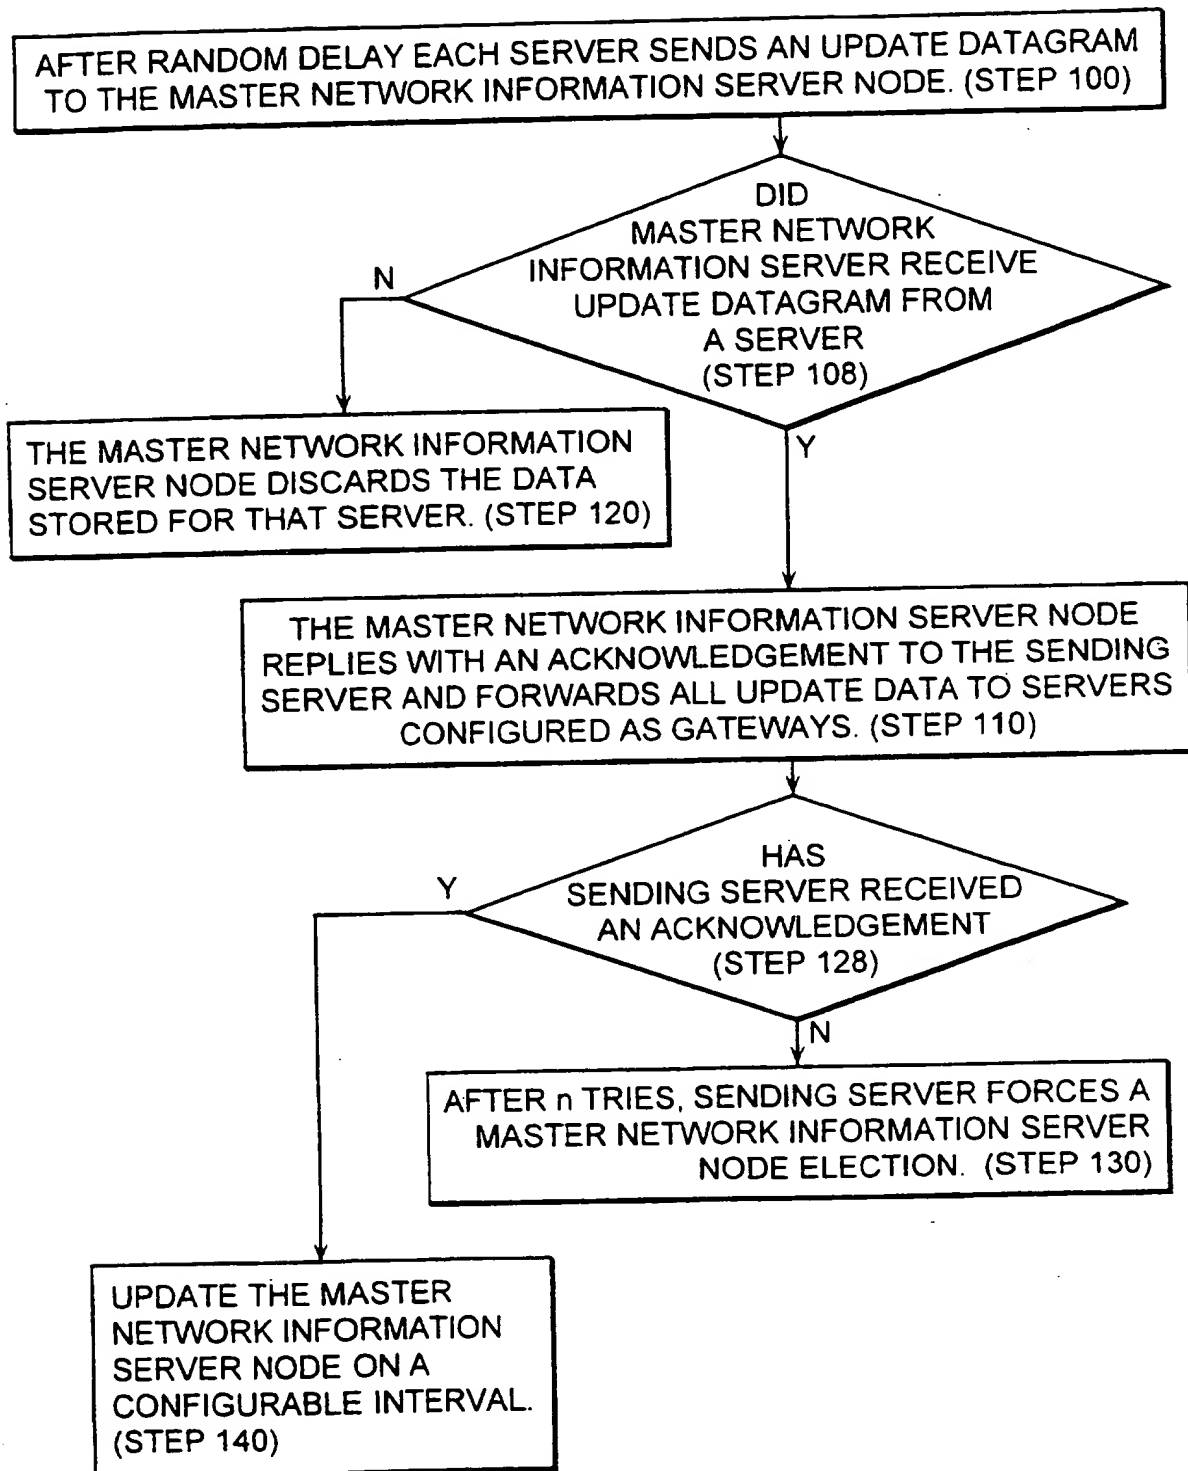 AFTER RANDOM DELAY EACH SERVER SENDS AN UPDATE DATAGRAM
TO THE MASTER NETWORK INFORMATION SERVER NODE. (STEP 100)
DID
MASTER NETWORK
INFORMATION SERVER RECEIVE
UPDATE DATAGRAM FROM
A SERVER
(STEP 108)
N
Y
THE MASTER NETWORK INFORMATION
SERVER NODE DISCARDS THE DATA
STORED FOR THAT SERVER. (STEP 120)
THE MASTER NETWORK INFORMATION SERVER NODE
REPLIES WITH AN ACKNOWLEDGEMENT TO THE SENDING
SERVER AND FORWARDS ALL UPDATE DATA TO SERVERS
CONFIGURED AS GATEWAYS. (STEP 110)
HAS
SENDING SERVER RECEIVED
AN ACKNOWLEDGEMENT
(STEP 128)
Y
N
AFTER n TRIES, SENDING SERVER FORCES A
MASTER NETWORK INFORMATION SERVER
NODE ELECTION. (STEP 130)
UPDATE THE MASTER
NETWORK INFORMATION
SERVER NODE ON A
CONFIGURABLE INTERVAL.
(STEP 140)